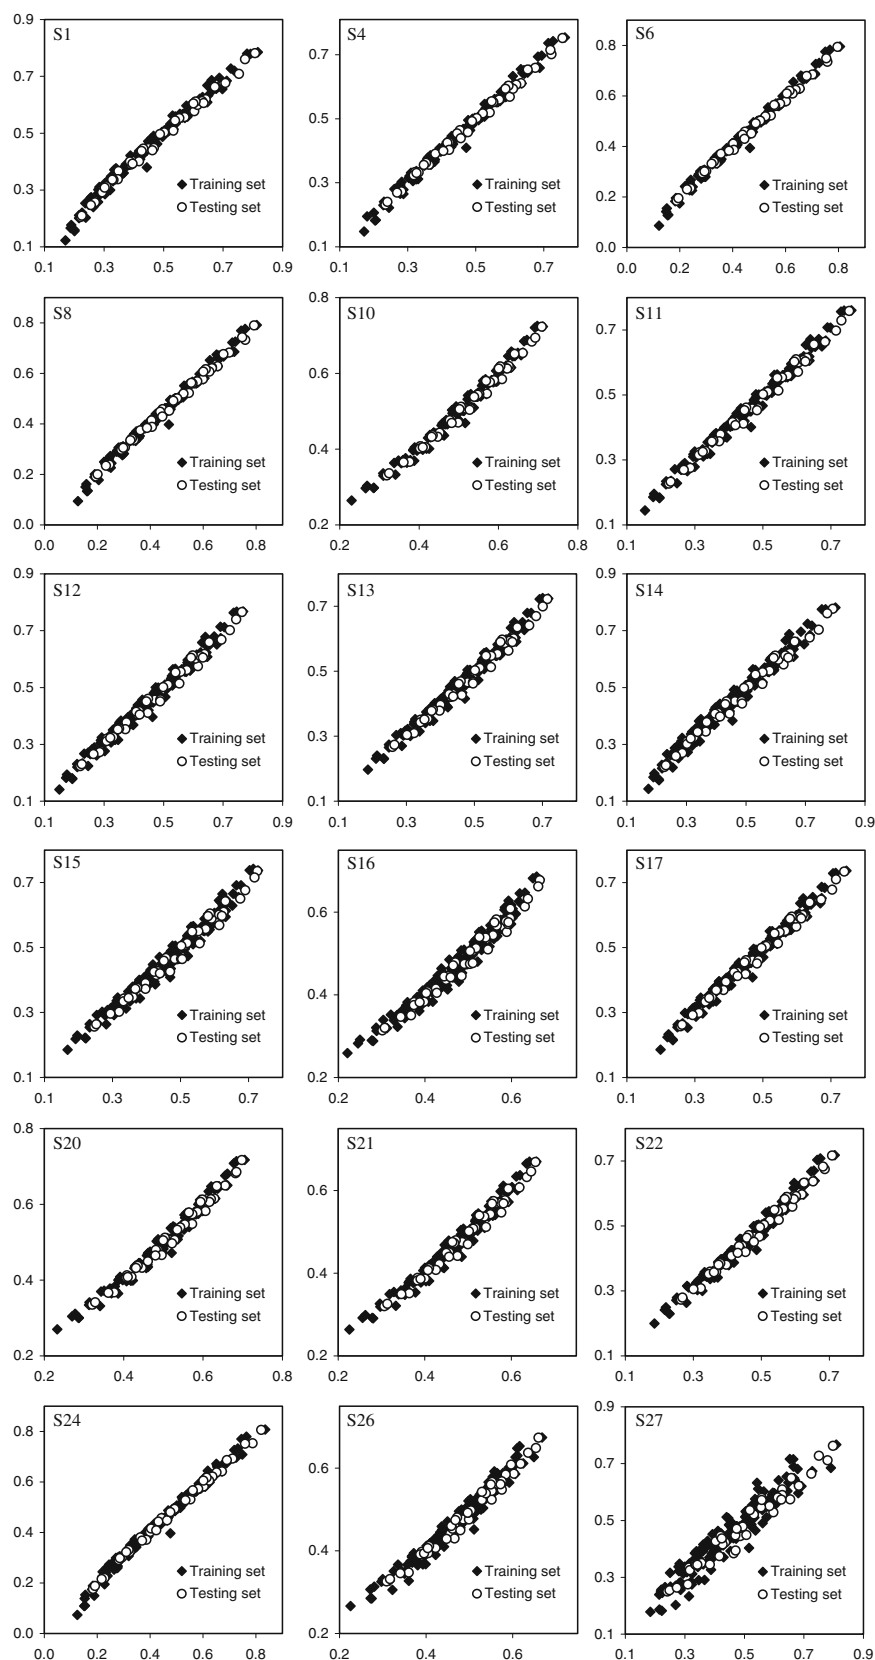 0.9
S1
0.7
0.5
0.3
Training set
Testing set
0.1
0.1 0.3 0.5 0.7 0.9
S4
0.7
0.5
0.3
Training set
Testing set
0.1
0.1 0.3 0.5 0.7
S6
0.8
0.6
0.4
0.2
Training set
Testing set
0.0
0.0 0.2 0.4 0.6 0.8
S8
0.8
0.6
0.4
0.2
Training set
Testing set
0.0
0.0 0.2 0.4 0.6 0.8
0.8
S10
0.6
0.4
Training set
Testing set
0.2
0.2 0.4 0.6 0.8
S11
0.7
0.5
0.3
Training set
Testing set
0.1
0.1 0.3 0.5 0.7
0.9
S12
0.7
0.5
0.3
Training set
Testing set
0.1
0.1 0.3 0.5 0.7 0.9
S13
0.7
0.5
0.3
Training set
Testing set
0.1
0.1 0.3 0.5 0.7
0.9
S14
0.7
0.5
0.3
Training set
Testing set
0.1
0.1 0.3 0.5 0.7 0.9
S15
0.7
0.5
0.3
Training set
Testing set
0.1
0.1 0.3 0.5 0.7
S16
0.6
0.4
Training set
Testing set
0.2
0.2 0.4 0.6
S17
0.7
0.5
0.3
Training set
Testing set
0.1
0.1 0.3 0.5 0.7
0.8
S20
0.6
0.4
Training set
Testing set
0.2
0.2 0.4 0.6 0.8
S21
0.6
0.4
Training set
Testing set
0.2
0.2 0.4 0.6
S22
0.7
0.5
0.3
Training set
Testing set
0.1
0.1 0.3 0.5 0.7
S24
0.8
0.6
0.4
0.2
Training set
Testing set
0.0
0.0 0.2 0.4 0.6 0.8
S26
0.6
0.4
Training set
Testing set
0.2
0.2 0.4 0.6
0.9
S27
0.7
0.5
0.3
Training set
Testing set
0.1
0.1 0.3 0.5 0.7 0.9